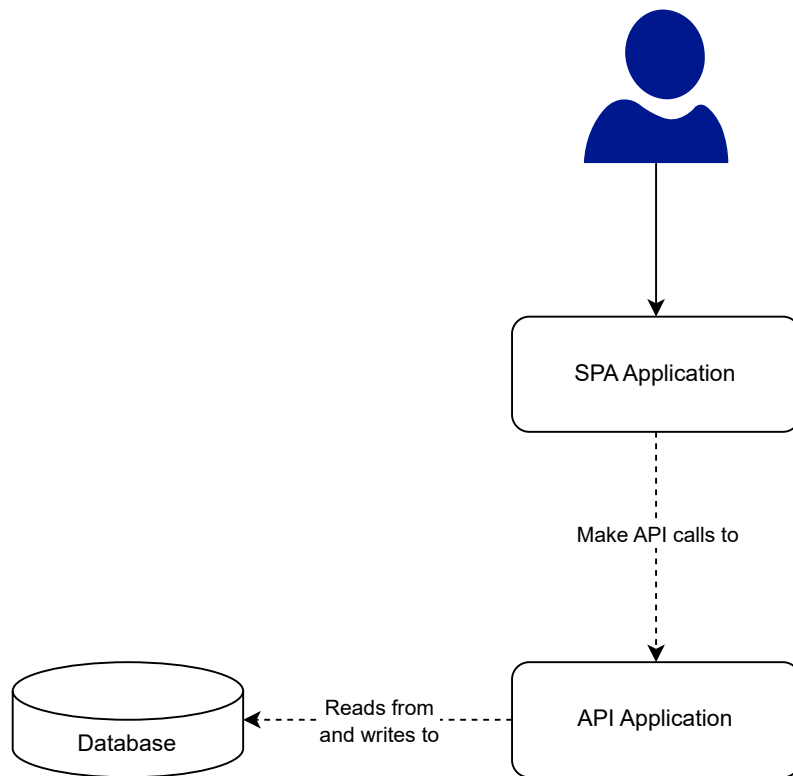 SPA Application
Make API calls to
Reads from
and writes to
Database
API Application